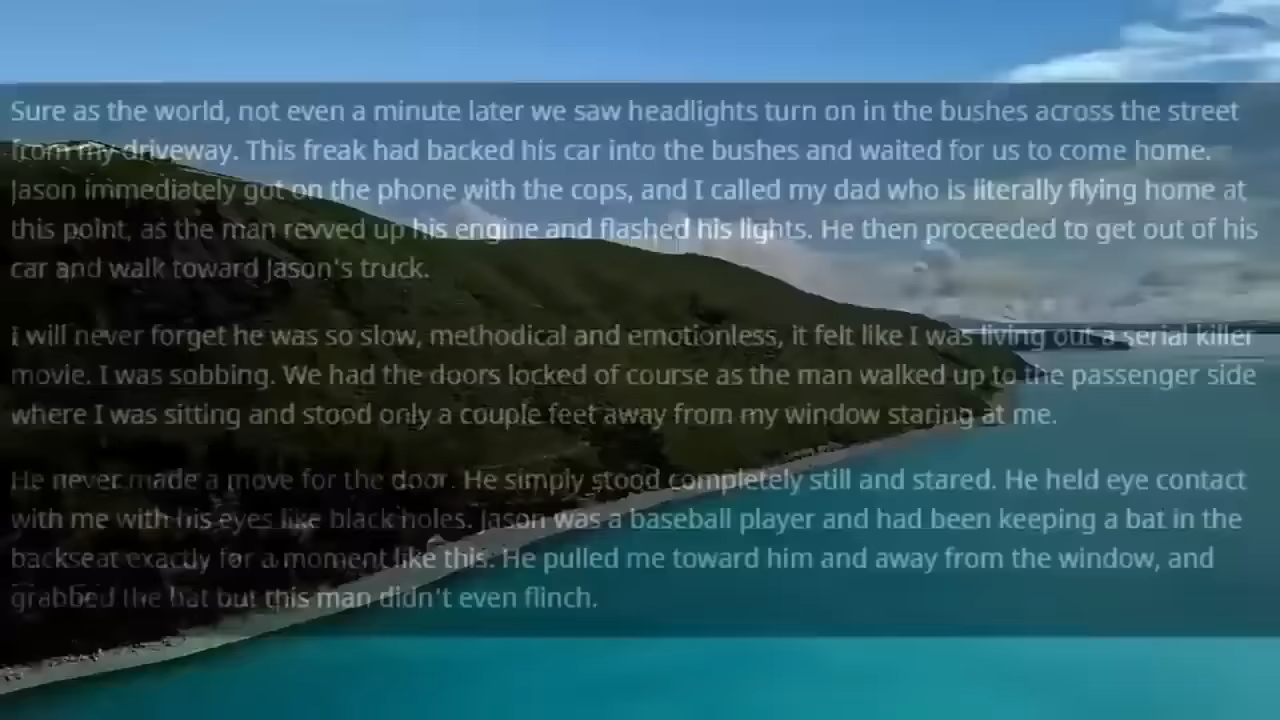 Sure as the world, not even a minute later we saw headlights turn on in the bushes across the street
from my driveway. This freak had backed his car into the bushes and waited for us to come home.
Jason immediately got on the phone with the cops, and I called my dad who is literally flying home at
this point, as the man revved up his engine and flashed his lights. He then proceeded to get out of his
car and walk toward Jason's truck.
I will never forget he was so slow, methodical and emotionless, it felt like I was living out a serial killer
movie. I was sobbing. We had the doors locked of course as the man walked up to the passenger side
where I was sitting and stood only a couple feet away from my window staring at me.
He never made a move for the door. He simply stood completely still and stared. He held eye contact
with me with his eyes like black holes. Jason was a baseball player and had been keeping a bat in the
backseat exactly for a moment like this. He pulled me toward him and away from the window, and
grabbed the bat but this man didn't even flinch.